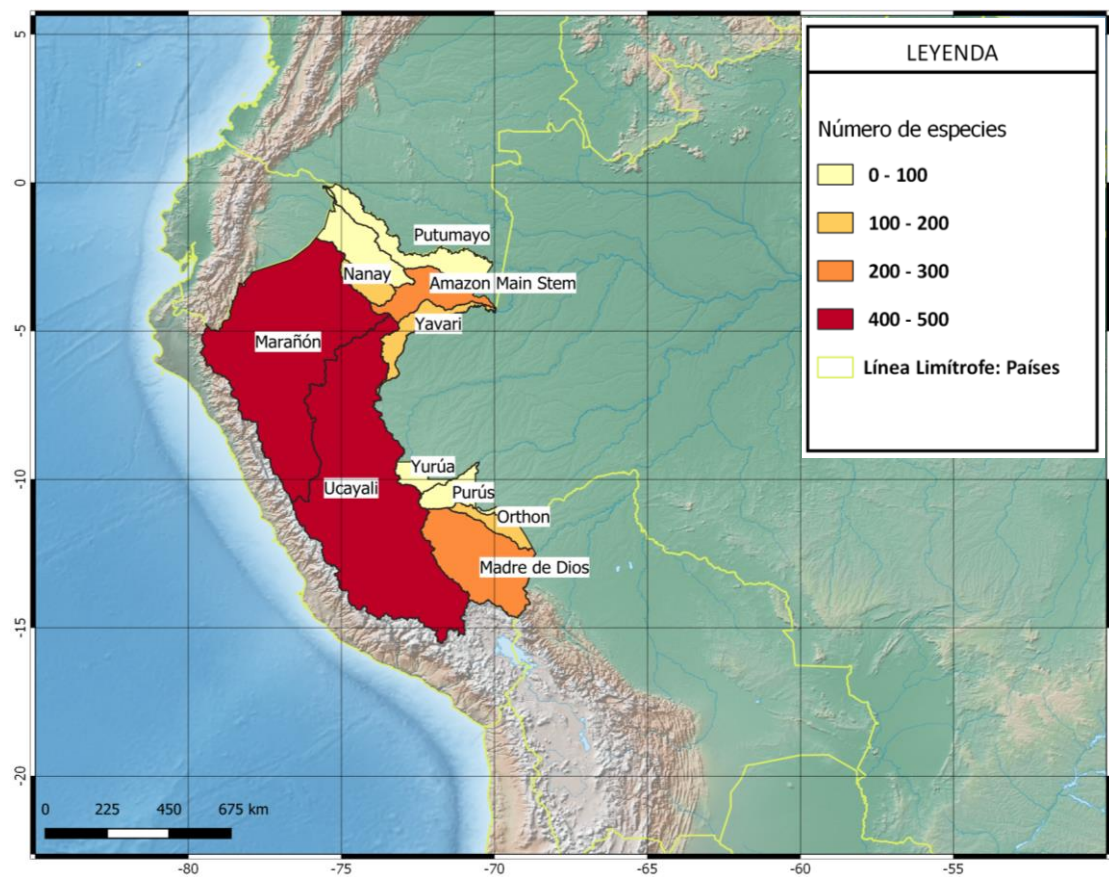 LEYENDA
Número de especies
0 - 100
100 - 200
200 - 300
400 - 500
Línea Limítrofe: Países
Putumayo
Nanay
Amazon Main Stem
Yavari
Marañón
Yurúa
Ucayali
Purús
Orthon
Madre de Dios
5
0
-5
-10
-15
-20
0 225 450 675 km
-80 -75 -70 -65 -60 -55